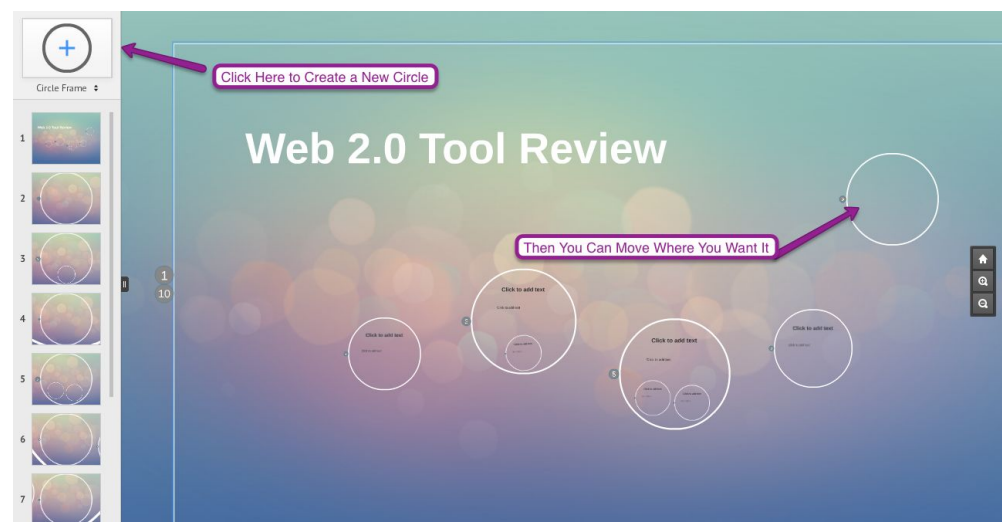 Click Here to Create a New Circle
Circle Frame
Web 2.0 Tool Review
1
2
3
4
5
6
7
Then You Can Move Where You Want It
1
10
Click to add text
Click to add text
Click to add text
Click to add text
5